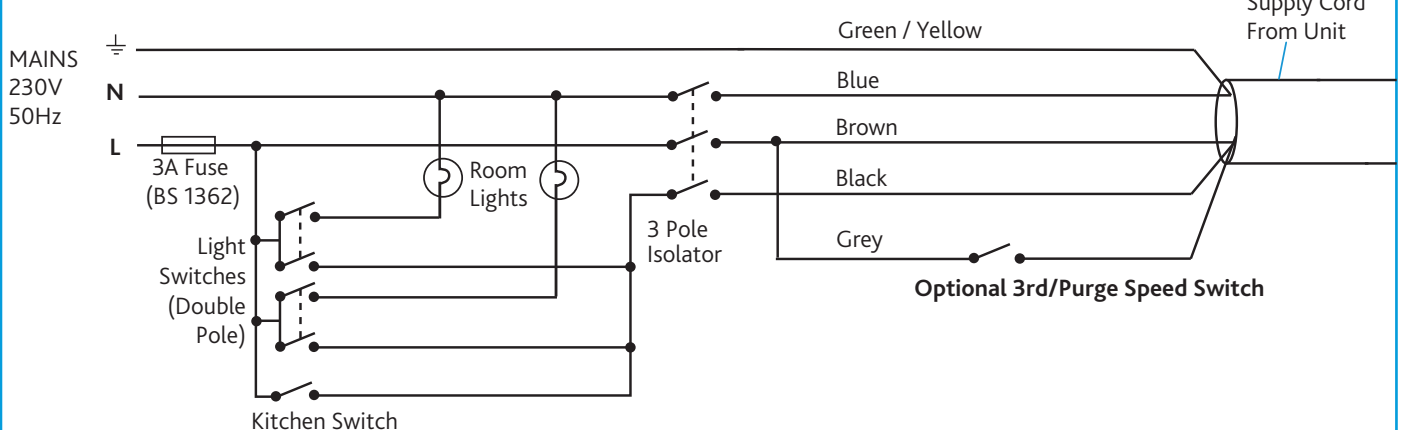 Supply Cord
From Unit
MAINS
230V
50Hz
N
L
Green / Yellow
Blue
Brown
Black
Grey
3A Fuse
(BS 1362)
Room
Lights
3 Pole
Isolator
Light
Switches
(Double
Pole)
Optional 3rd/Purge Speed Switch
Kitchen Switch